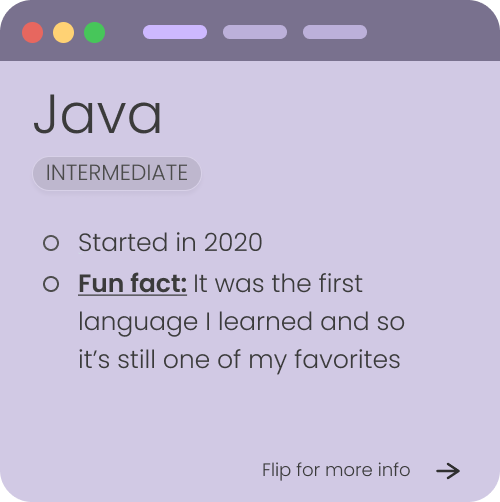 Java
INTERMEDIATE
Started in 2020
Fun fact: It was the first
language I learned and so
it’s still one of my favorites
Flip for more info